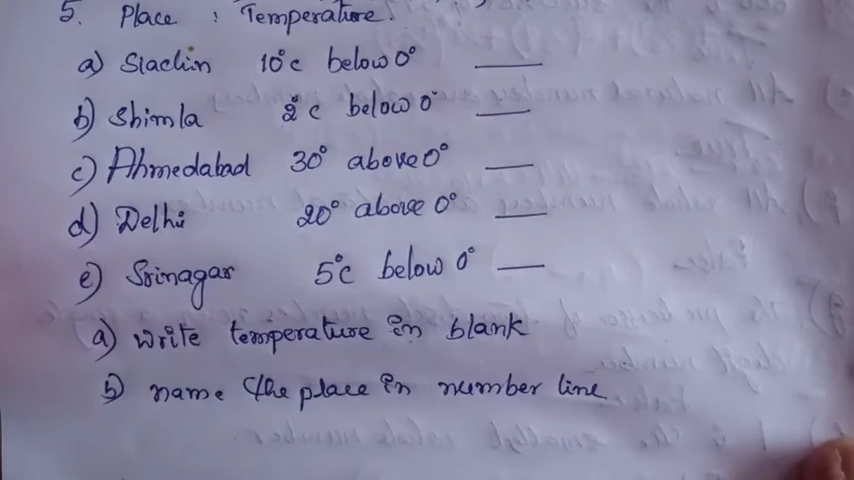 5. Place : Temperature.
a) Siachin 10°c below 0° ___
b) Shimla 2°c below 0° ___
c) Ahmedabad 30° above 0° ___
d) Delhi 20° above 0° ___
e) Srinagar 5°c below 0° ___
a) write temperature in blank
b) name the place in number line